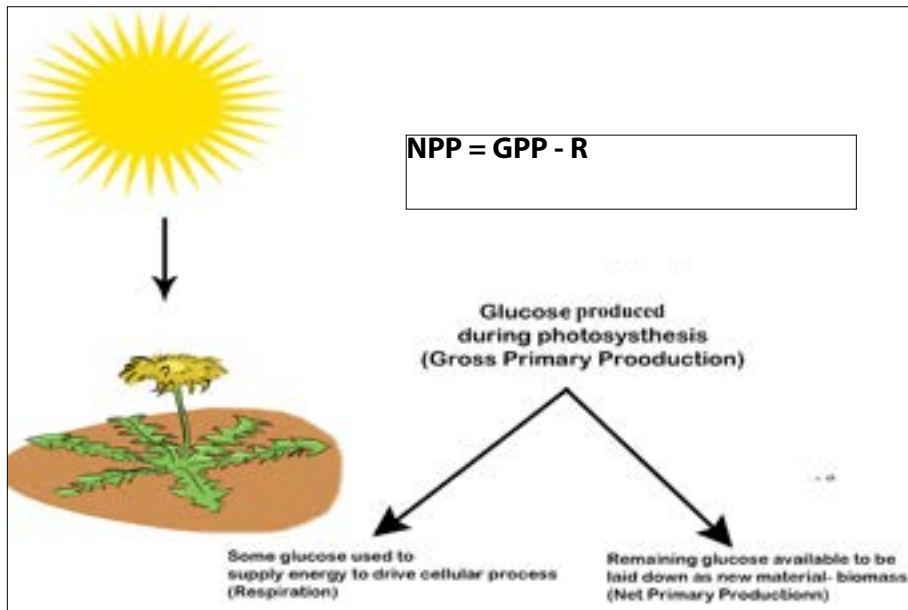 NPP = GPP - R
Glucose produced
during photosysthesis
(Gross Primary Prooduction)
Some glucose used to
supply energy to drive cellular process
(Respiration)
Remaining glucose available to be
laid down as new material- biomass
(Net Primary Productionn)